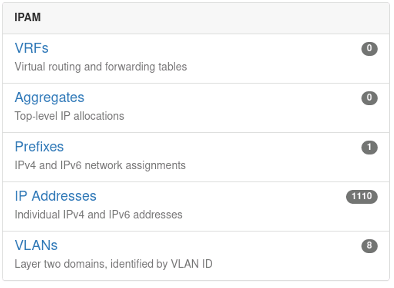 IPAM
VRFs 0
Virtual routing and forwarding tables
Aggregates 0
Top-level IP allocations
Prefixes 1
IPv4 and IPv6 network assignments
IP Addresses 1110
Individual IPv4 and IPv6 addresses
VLANs 8
Layer two domains, identified by VLAN ID